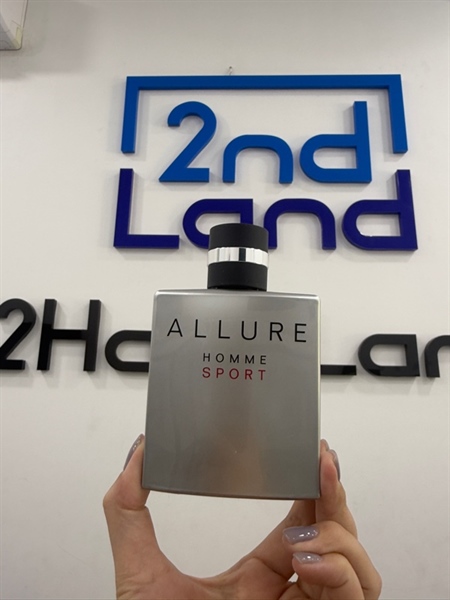 2nd
Land
ALLURE
HOMME
SPORT